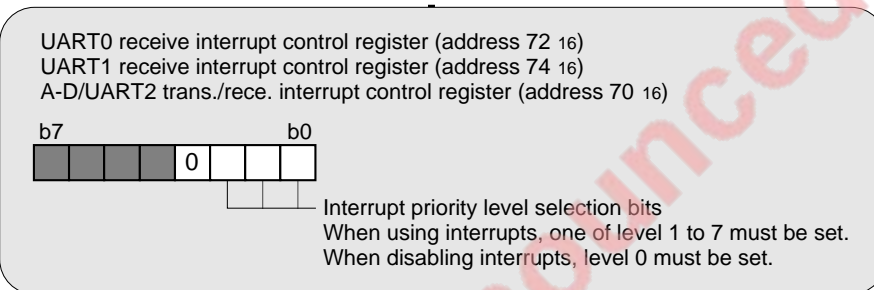 UART0 receive interrupt control register (address 72 16)
UART1 receive interrupt control register (address 74 16)
A-D/UART2 trans./rece. interrupt control register (address 70 16)
b7 b0
0
Interrupt priority level selection bits
When using interrupts, one of level 1 to 7 must be set.
When disabling interrupts, level 0 must be set.
ounced